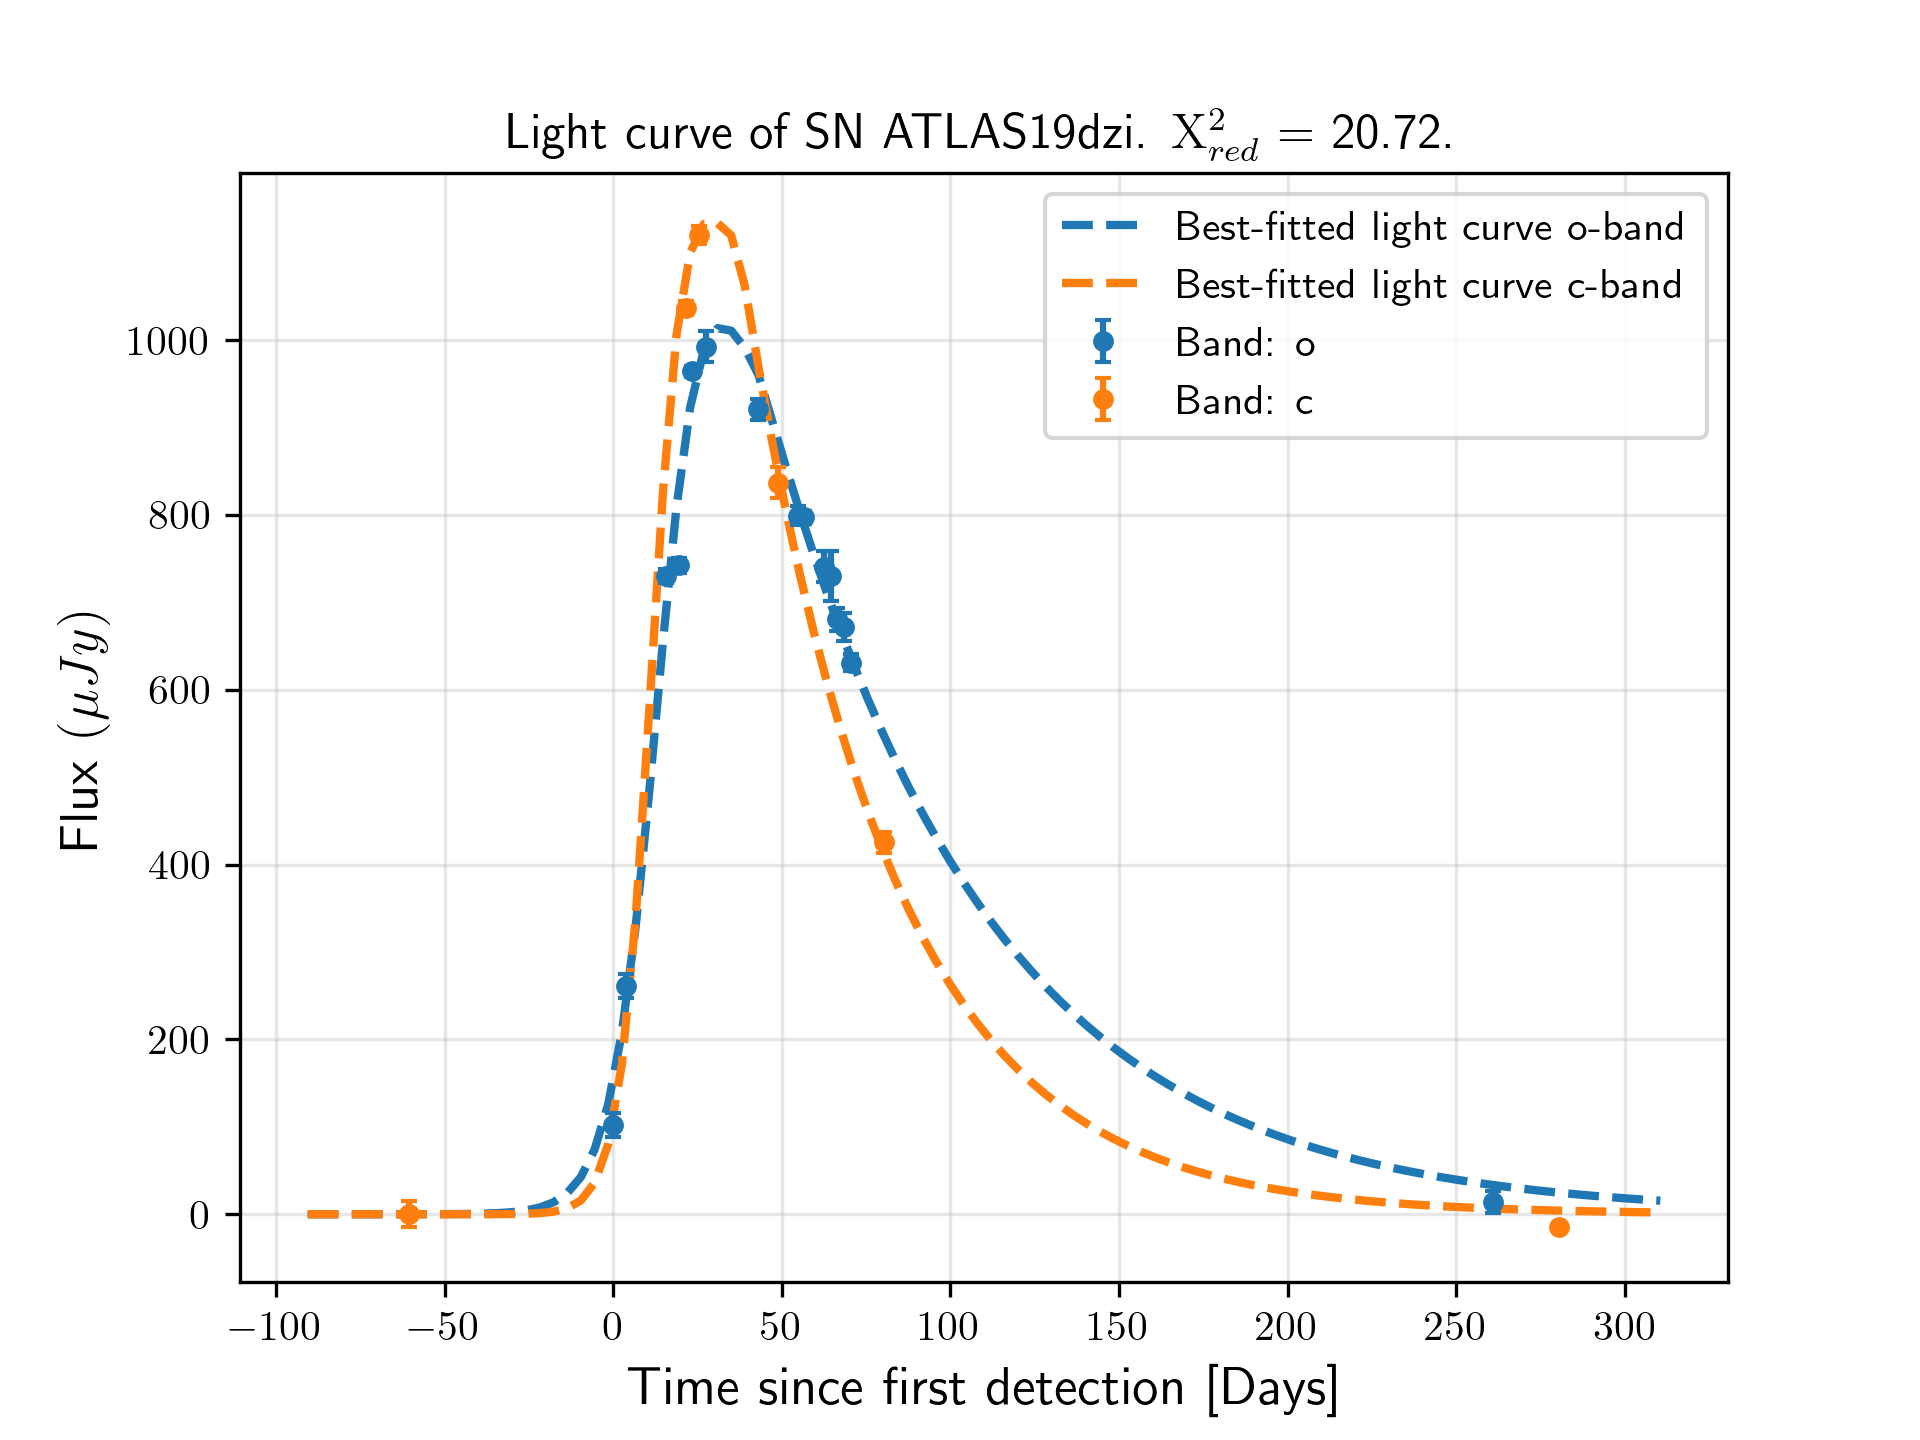 Light curve of SN ATLAS19dzi. X²_red = 20.72.
Best-fitted light curve o-band
Best-fitted light curve c-band
Band: o
Band: c
Flux (μJy)
1000
800
600
400
200
0
−100 −50 0 50 100 150 200 250 300
Time since first detection [Days]